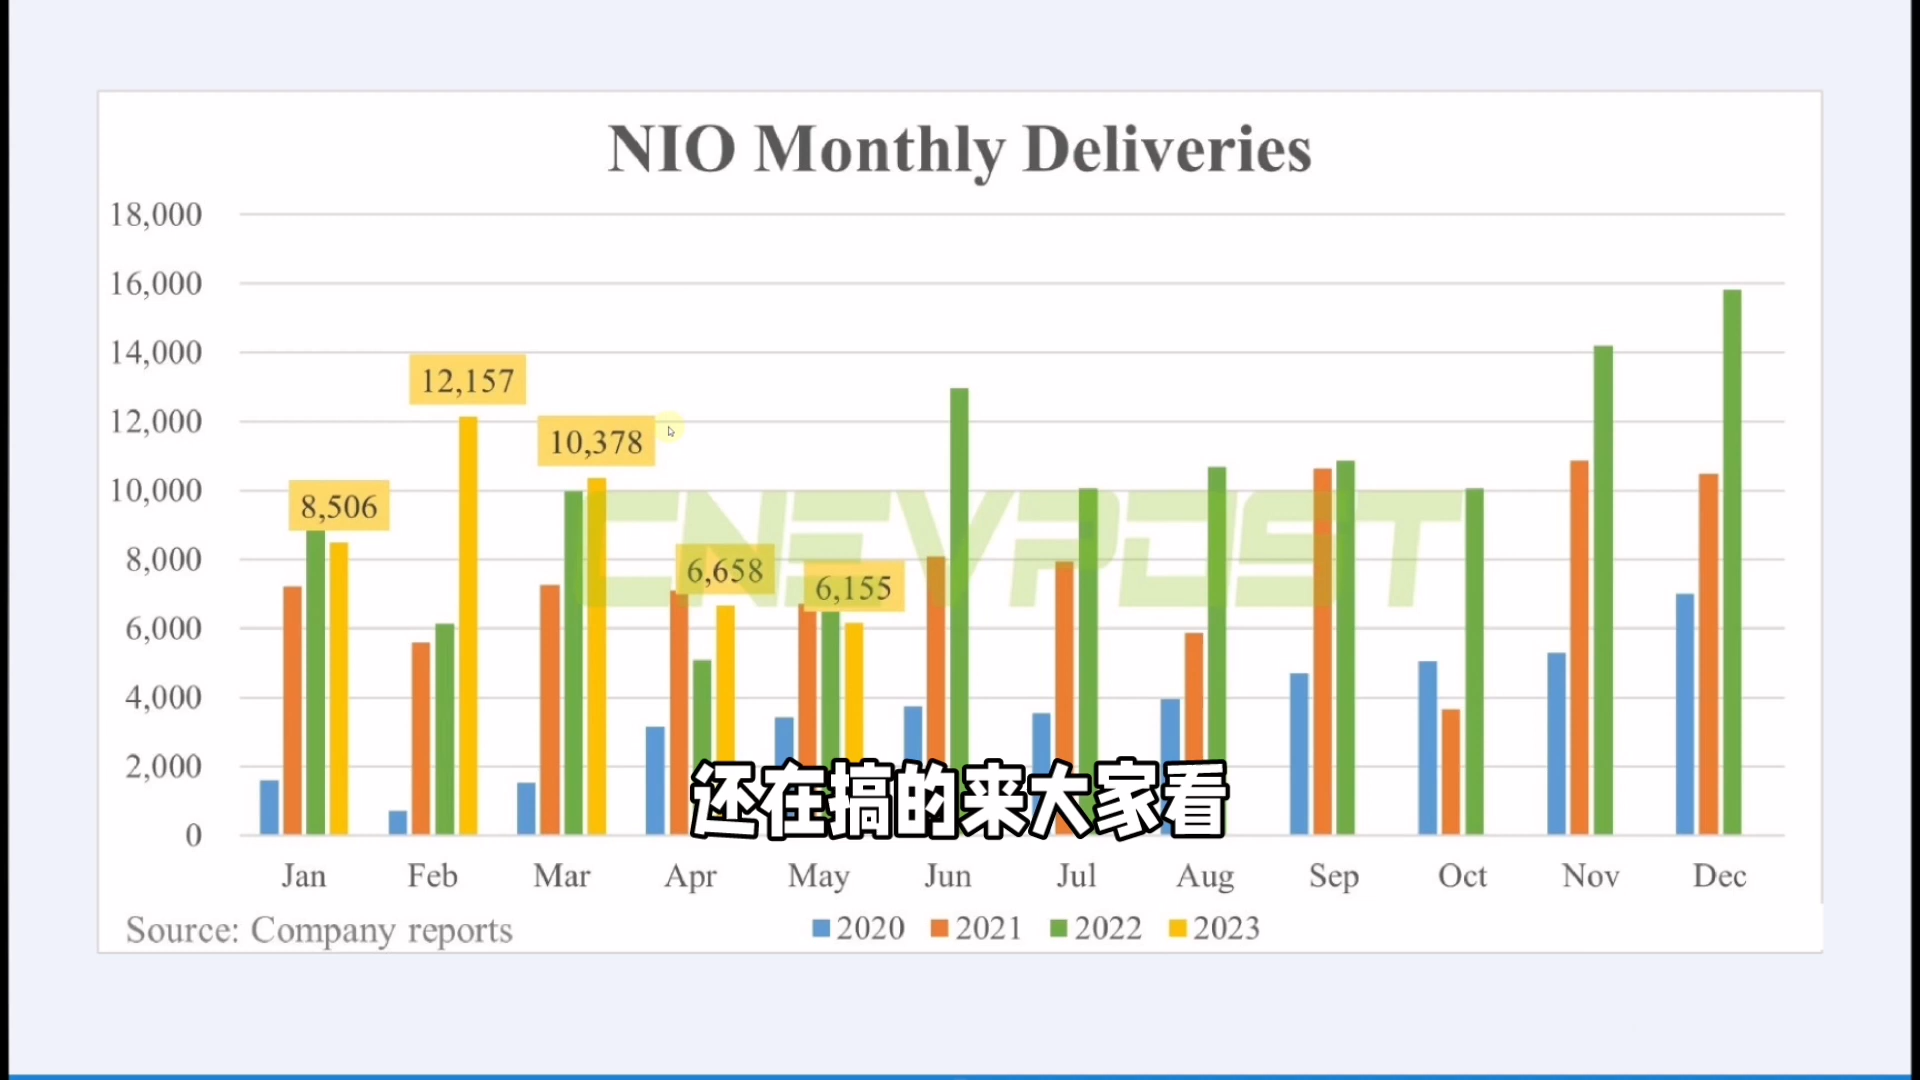 NIO Monthly Deliveries
18,000
16,000
14,000
12,000
10,000
8,000
6,000
4,000
2,000
0
8,506
12,157
10,378
6,658
6,155
CNEVPOST
还在搞的来大家看
Jan Feb Mar Apr May Jun Jul Aug Sep Oct Nov Dec
Source: Company reports
2020 2021 2022 2023